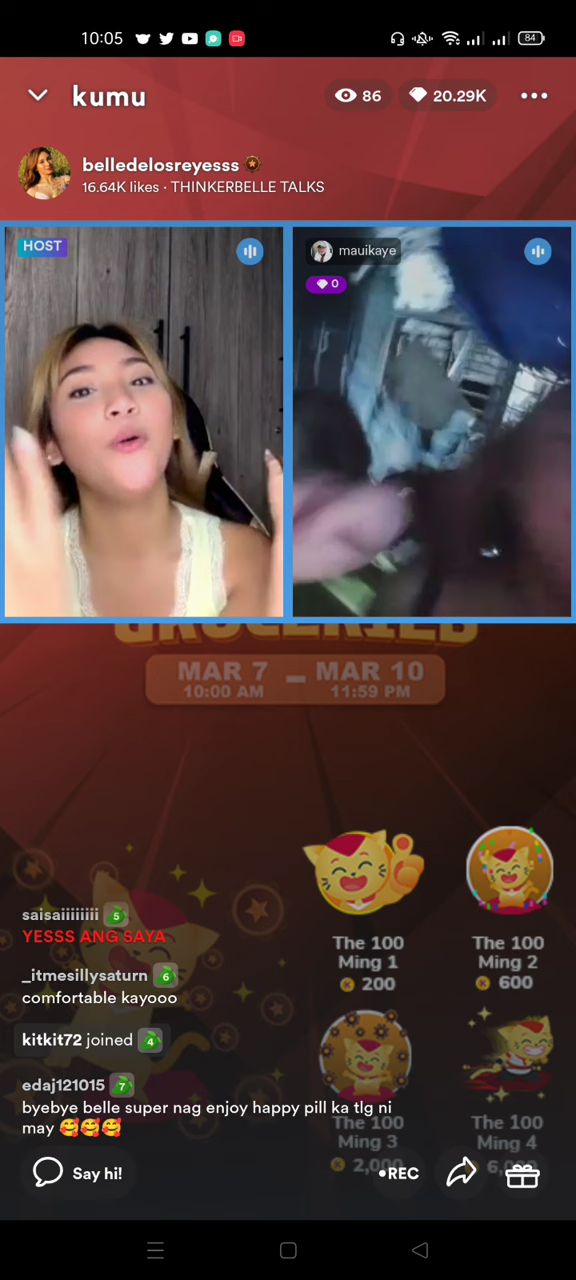 10:05
84
kumu
86
20.29K
belledelosreyesss
16.64K likes · THINKERBELLE TALKS
HOST
mauikaye
0
GROCERIES
MAR 7 – MAR 10
10:00 AM 11:59 PM
saisaiiiiiiii 5
YESSS ANG SAYA
_itmesillysaturn 6
comfortable kayooo
kitkit72 joined 4
edaj121015 7
byebye belle super nag enjoy happy pill ka tlg ni
may 🥰🥰🥰
The 100
Ming 1
200
The 100
Ming 2
600
The 100
Ming 3
2,000
The 100
Ming 4
Say hi!
•REC